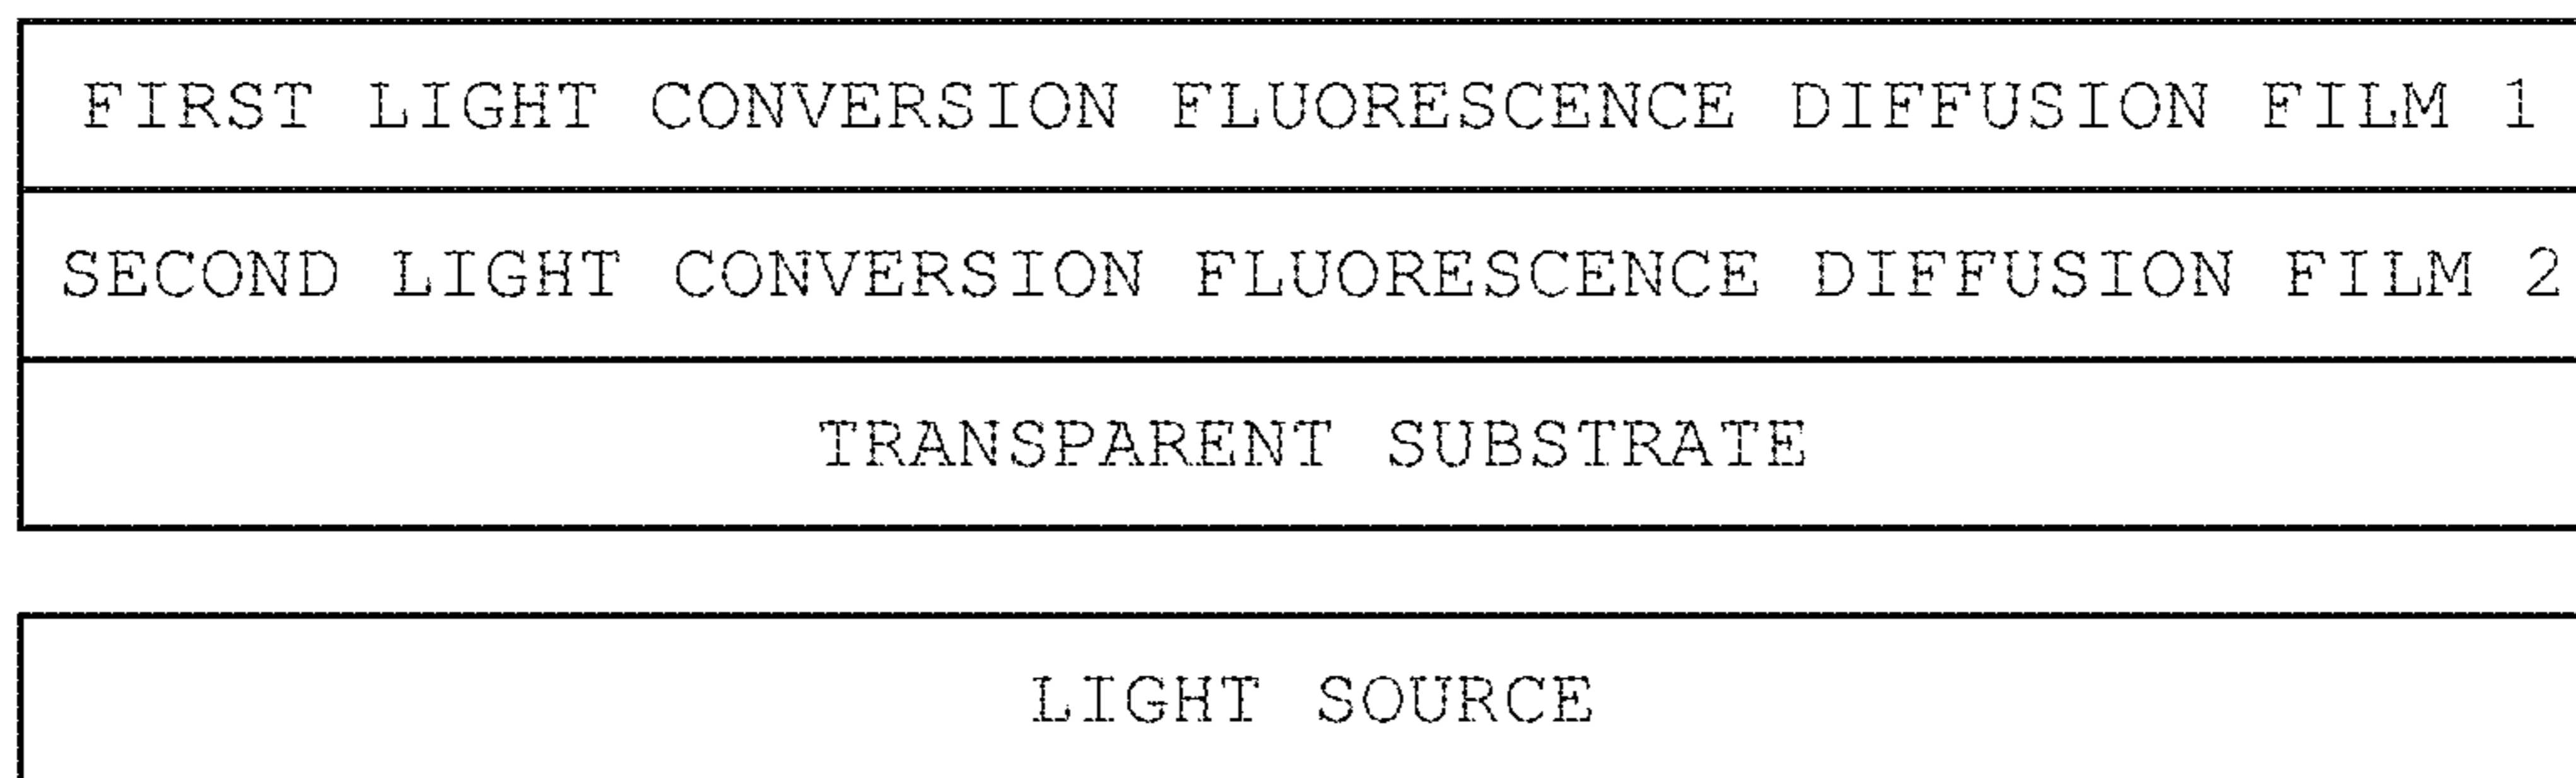 FIRST LIGHT CONVERSION FLUORESCENCE DIFFUSION FILM 1
SECOND LIGHT CONVERSION FLUORESCENCE DIFFUSION FILM 2
TRANSPARENT SUBSTRATE
LIGHT SOURCE